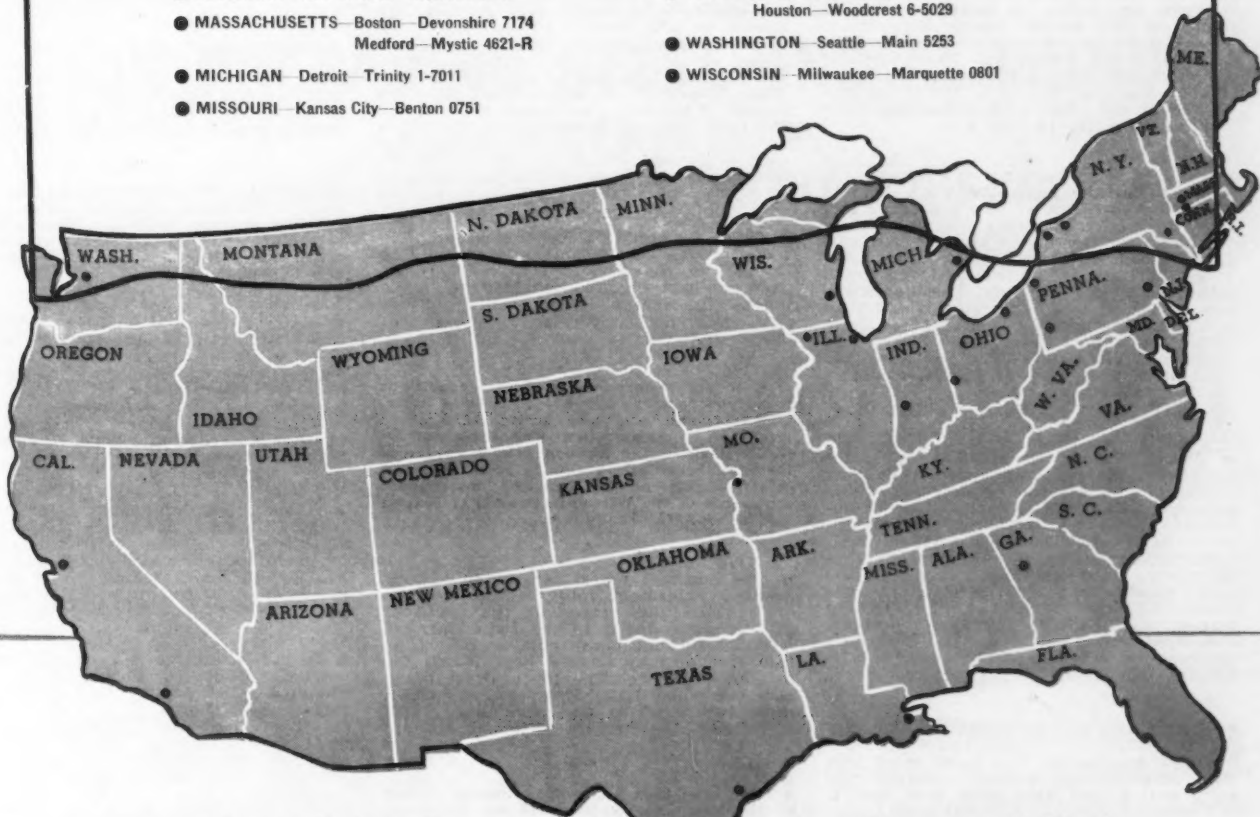 MASSACHUSETTS—Boston—Devonshire 7174
Medford—Mystic 4621-R
MICHIGAN—Detroit—Trinity 1-7011
MISSOURI—Kansas City—Benton 0751
Houston—Woodcrest 6-5029
WASHINGTON—Seattle—Main 5253
WISCONSIN—Milwaukee—Marquette 0801
ME.
VT.
N.H.
N. Y.
MASS.
CONN.
R.I.
WASH.
MONTANA
N. DAKOTA
MINN.
WIS.
MICH.
PENNA.
N.J.
OREGON
IDAHO
WYOMING
S. DAKOTA
IOWA
ILL.
IND.
OHIO
MD.
DEL.
W. VA.
VA.
NEBRASKA
CAL.
NEVADA
UTAH
COLORADO
KANSAS
MO.
KY.
N. C.
TENN.
S. C.
ARIZONA
NEW MEXICO
OKLAHOMA
ARK.
MISS.
ALA.
GA.
TEXAS
LA.
FLA.